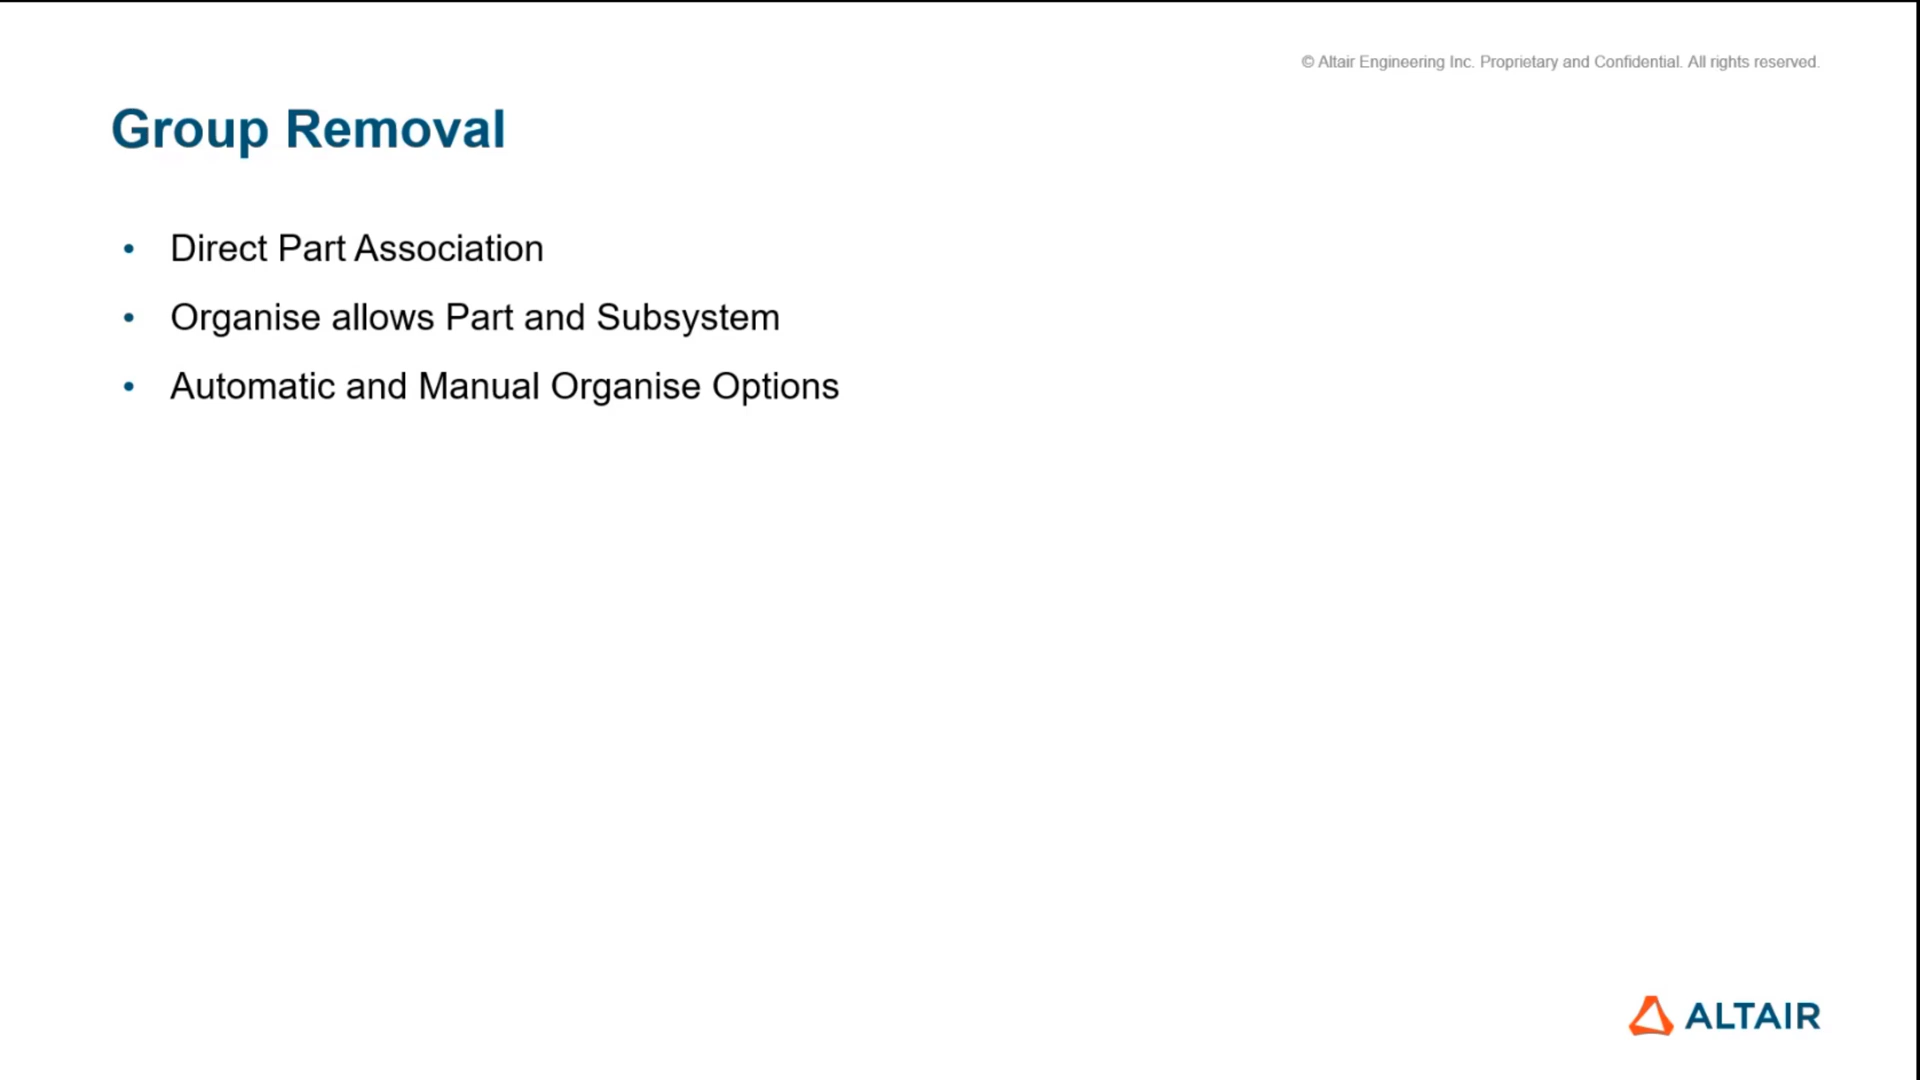 © Altair Engineering Inc. Proprietary and Confidential. All rights reserved.
Group Removal
• Direct Part Association
• Organise allows Part and Subsystem
• Automatic and Manual Organise Options
ALTAIR